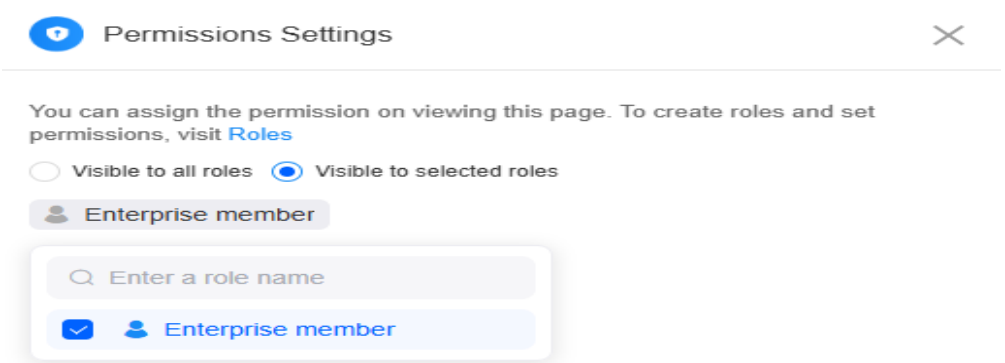 Permissions Settings
You can assign the permission on viewing this page. To create roles and set
permissions, visit Roles
Visible to all roles Visible to selected roles
Enterprise member
Enter a role name
Enterprise member